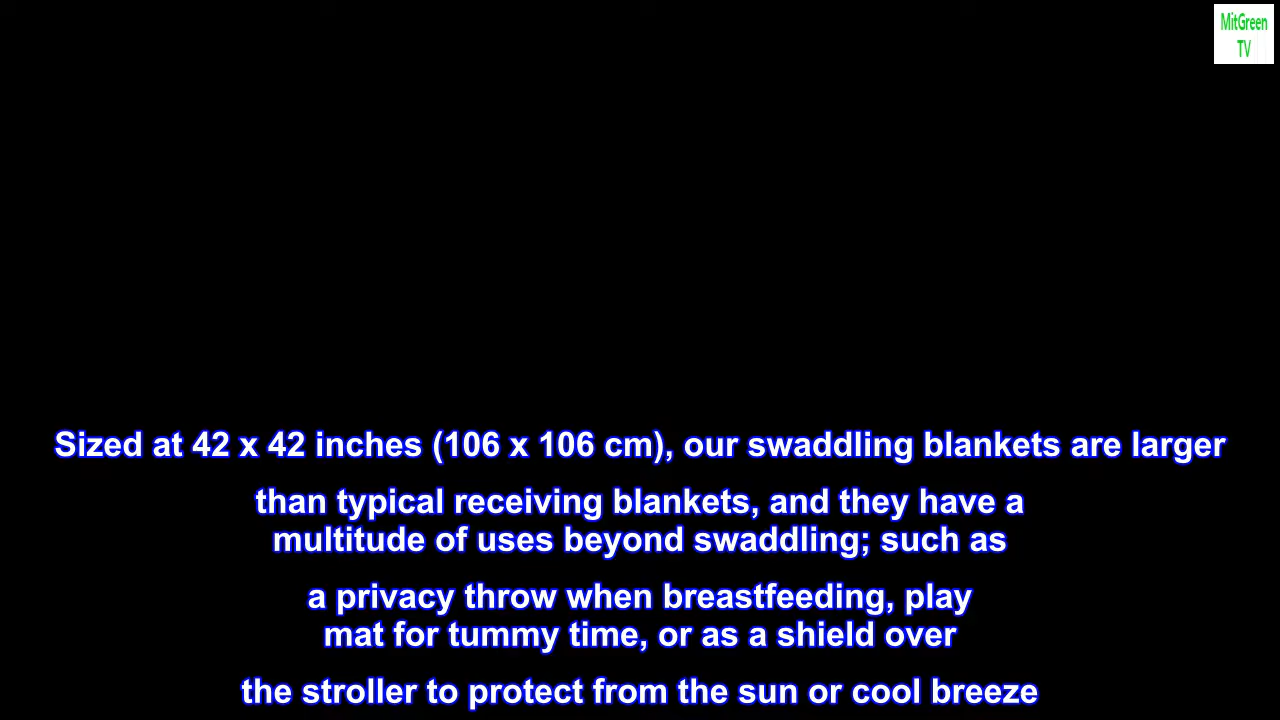 MitGreen
TV
Sized at 42 x 42 inches (106 x 106 cm), our swaddling blankets are larger
than typical receiving blankets, and they have a
multitude of uses beyond swaddling; such as
a privacy throw when breastfeeding, play
mat for tummy time, or as a shield over
the stroller to protect from the sun or cool breeze